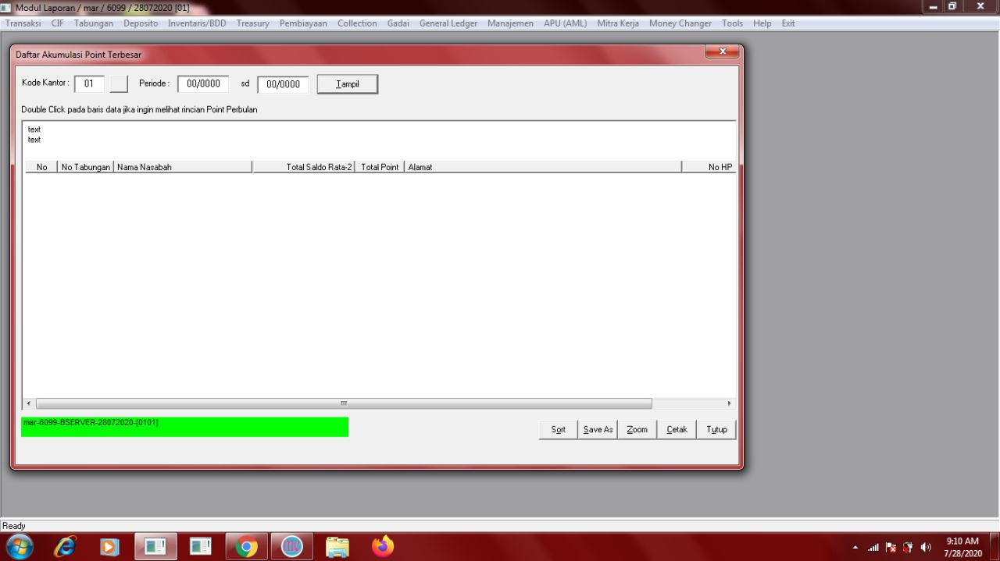 Modul Laporan / mar / 6099 / 28072020 [01]
Transaksi CIF Tabungan Deposito Inventaris/BDD Treasury Pembiayaan Collection Gadai General Ledger Manajemen APU (AML) Mitra Kerja Money Changer Tools Help Exit
Daftar Akumulasi Point Terbesar
Kode Kantor : 01 Periode : 00/0000 sd 00/0000 Tampil
Double Click pada baris data jika ingin melihat rincian Point Perbulan
text
text
No No Tabungan Nama Nasabah Total Saldo Rata-2 Total Point Alamat No HP
mar-6099-BSERVER-28072020-[0101]
Sort Save As Zoom Cetak Tutup
Ready
9:10 AM
7/28/2020